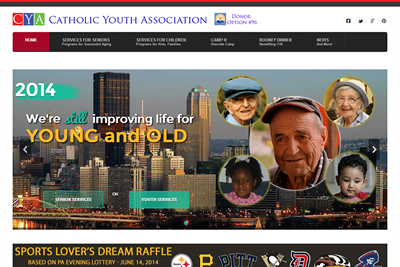 CYA CATHOLIC YOUTH ASSOCIATION
DONOR
OPTION #96
HOME
SERVICES FOR SENIORS
Programs for Successful Aging
SERVICES FOR CHILDREN
Programs for Kids, Families
CAMP R
Overside Camp
ROONEY DINNER
Benefiting CYA
NEWS
And More!
2014
We're still improving life for
YOUNG and OLD
SENIOR SERVICES
OR
YOUTH SERVICES
SPORTS LOVER'S DREAM RAFFLE
BASED ON PA EVENING LOTTERY - JUNE 14, 2014
P
PITT